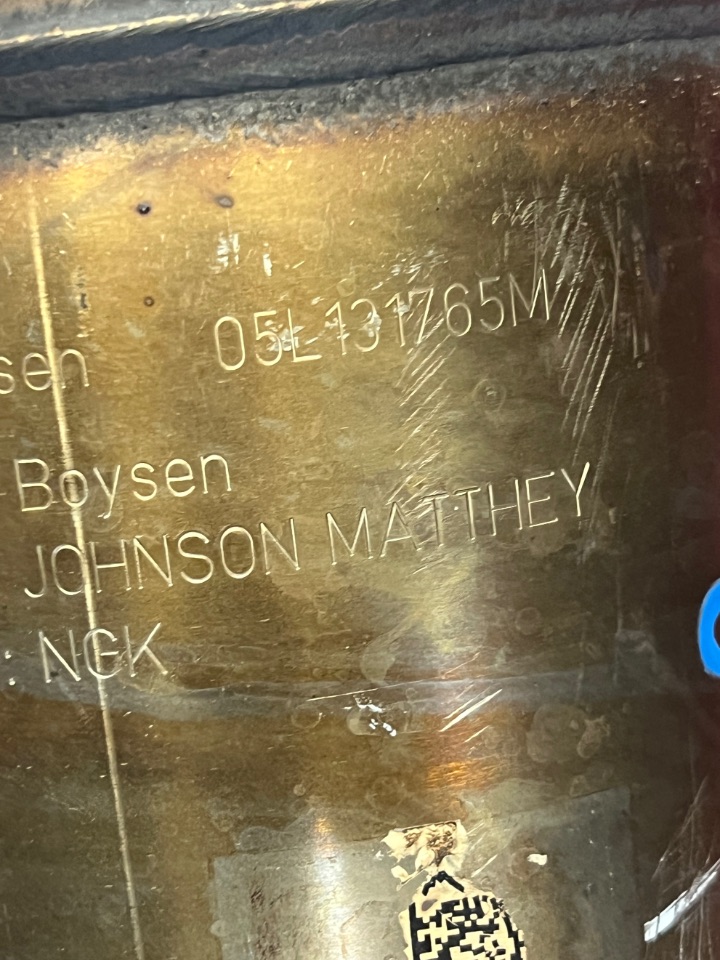 sen 05L131765M
Boysen
JOHNSON MATTHEY
: NGK